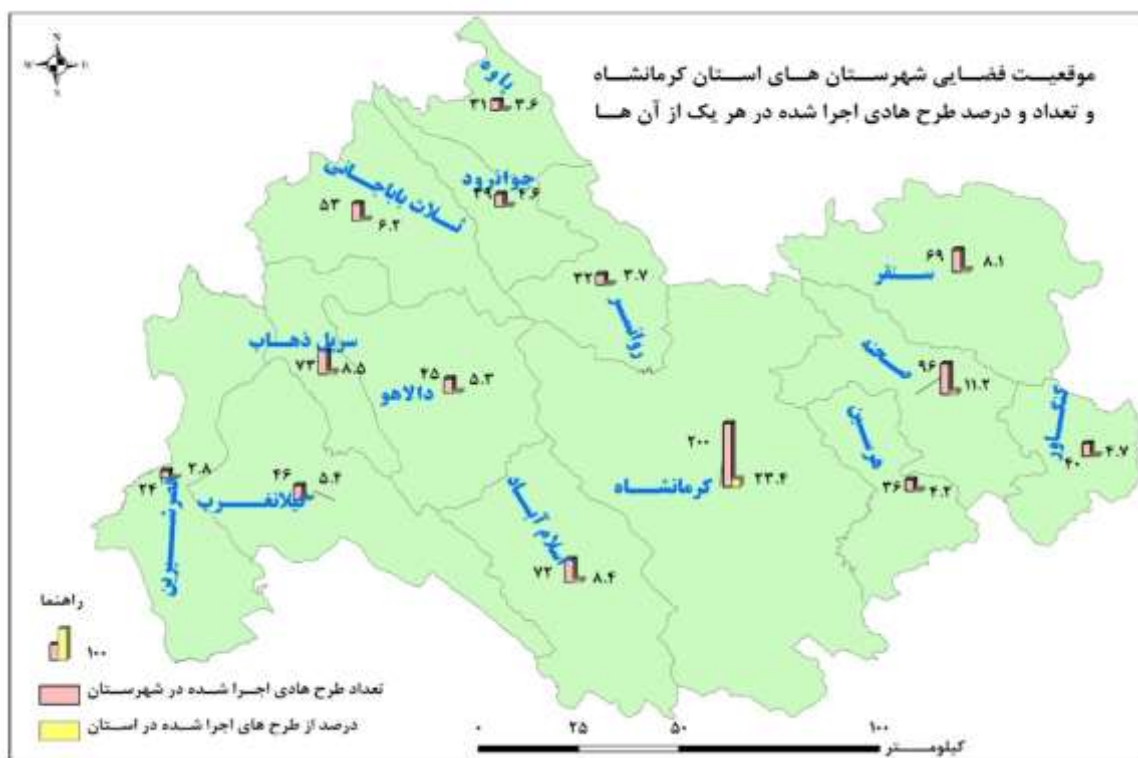 موقعیت فضایی شهرستان های استان کرمانشاه
و تعداد و درصد طرح هادی اجرا شده در هر یک از آن ها
N
W E
S
پاوه
۳۱ ۳.۶
جوانرود
۳۹ ۴.۶
ثلاث باباجانی
۵۳ ۶.۲
۳۲ ۳.۷
روانسر
۶۹ ۸.۱
سنقر
سرپل ذهاب
۷۳ ۸.۵
دالاهو
۴۵ ۵.۳
صحنه
۹۶ ۱۱.۲
کنگاور
۴۰ ۴.۷
هرسین
۳۶ ۴.۲
کرمانشاه
۲۰۰ ۲۳.۴
اسلام آباد
۷۲ ۸.۴
گیلانغرب
۴۶ ۵.۴
قصرشیرین
۲۴ ۲.۸
راهنما
۱۰۰
تعداد طرح هادی اجرا شده در شهرستان
درصد از طرح های اجرا شده در استان
۰ ۲۵ ۵۰ ۱۰۰
کیلومتر